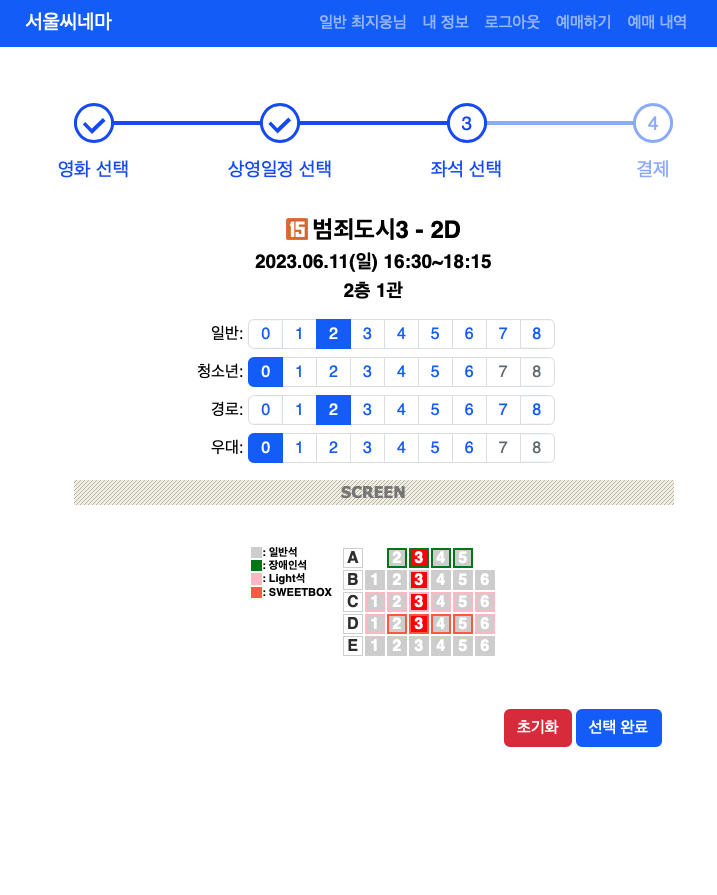 서울씨네마 일반 최지웅님 내 정보 로그아웃 예매하기 예매 내역
3 4
영화 선택 상영일정 선택 좌석 선택 결제
15 범죄도시3 - 2D
2023.06.11(일) 16:30~18:15
2층 1관
일반: 0 1 2 3 4 5 6 7 8
청소년: 0 1 2 3 4 5 6 7 8
경로: 0 1 2 3 4 5 6 7 8
우대: 0 1 2 3 4 5 6 7 8
SCREEN
: 일반석
: 장애인석
: Light석
: SWEETBOX
A 2 3 4 5
B 1 2 3 4 5 6
C 1 2 3 4 5 6
D 1 2 3 4 5 6
E 1 2 3 4 5 6
초기화 선택 완료